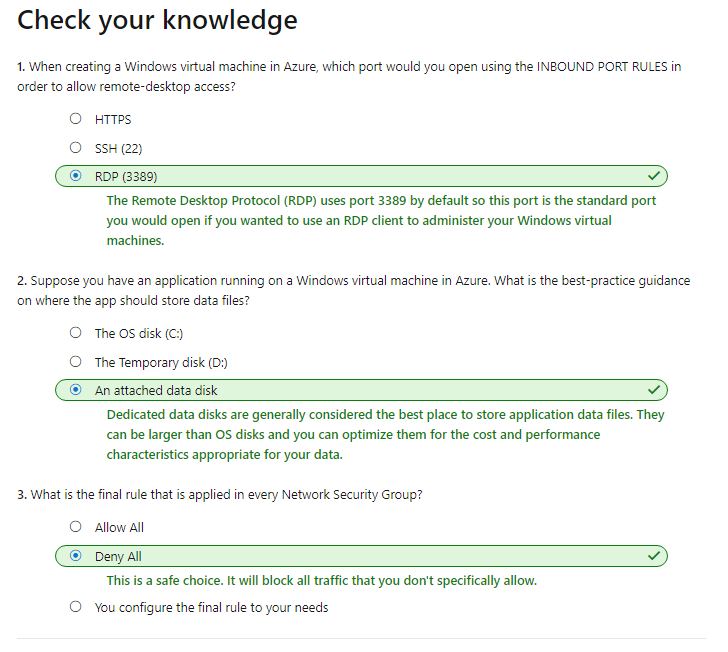 Check your knowledge
1. When creating a Windows virtual machine in Azure, which port would you open using the INBOUND PORT RULES in
order to allow remote-desktop access?
HTTPS
SSH (22)
RDP (3389)
The Remote Desktop Protocol (RDP) uses port 3389 by default so this port is the standard port
you would open if you wanted to use an RDP client to administer your Windows virtual
machines.
2. Suppose you have an application running on a Windows virtual machine in Azure. What is the best-practice guidance
on where the app should store data files?
The OS disk (C:)
The Temporary disk (D:)
An attached data disk
Dedicated data disks are generally considered the best place to store application data files. They
can be larger than OS disks and you can optimize them for the cost and performance
characteristics appropriate for your data.
3. What is the final rule that is applied in every Network Security Group?
Allow All
Deny All
This is a safe choice. It will block all traffic that you don't specifically allow.
You configure the final rule to your needs